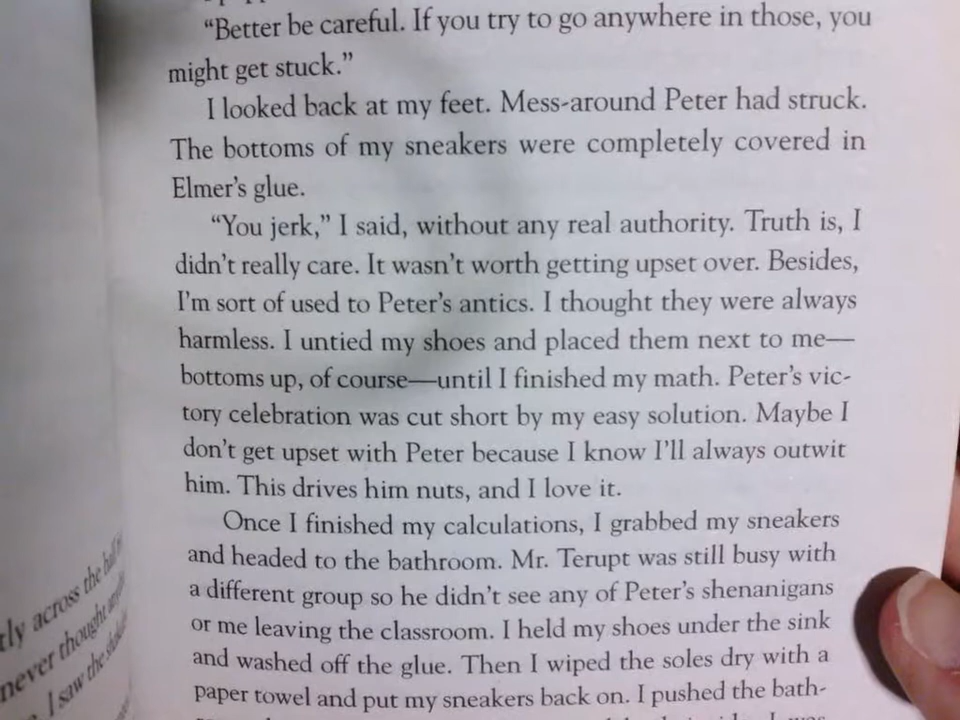 "Better be careful. If you try to go anywhere in those, you
might get stuck."
I looked back at my feet. Mess-around Peter had struck.
The bottoms of my sneakers were completely covered in
Elmer's glue.
"You jerk," I said, without any real authority. Truth is, I
didn't really care. It wasn't worth getting upset over. Besides,
I'm sort of used to Peter's antics. I thought they were always
harmless. I untied my shoes and placed them next to me—
bottoms up, of course—until I finished my math. Peter's vic-
tory celebration was cut short by my easy solution. Maybe I
don't get upset with Peter because I know I'll always outwit
him. This drives him nuts, and I love it.
Once I finished my calculations, I grabbed my sneakers
and headed to the bathroom. Mr. Terupt was still busy with
a different group so he didn't see any of Peter's shenanigans
or me leaving the classroom. I held my shoes under the sink
and washed off the glue. Then I wiped the soles dry with a
paper towel and put my sneakers back on. I pushed the bath-
tly across the
never thought
I saw the